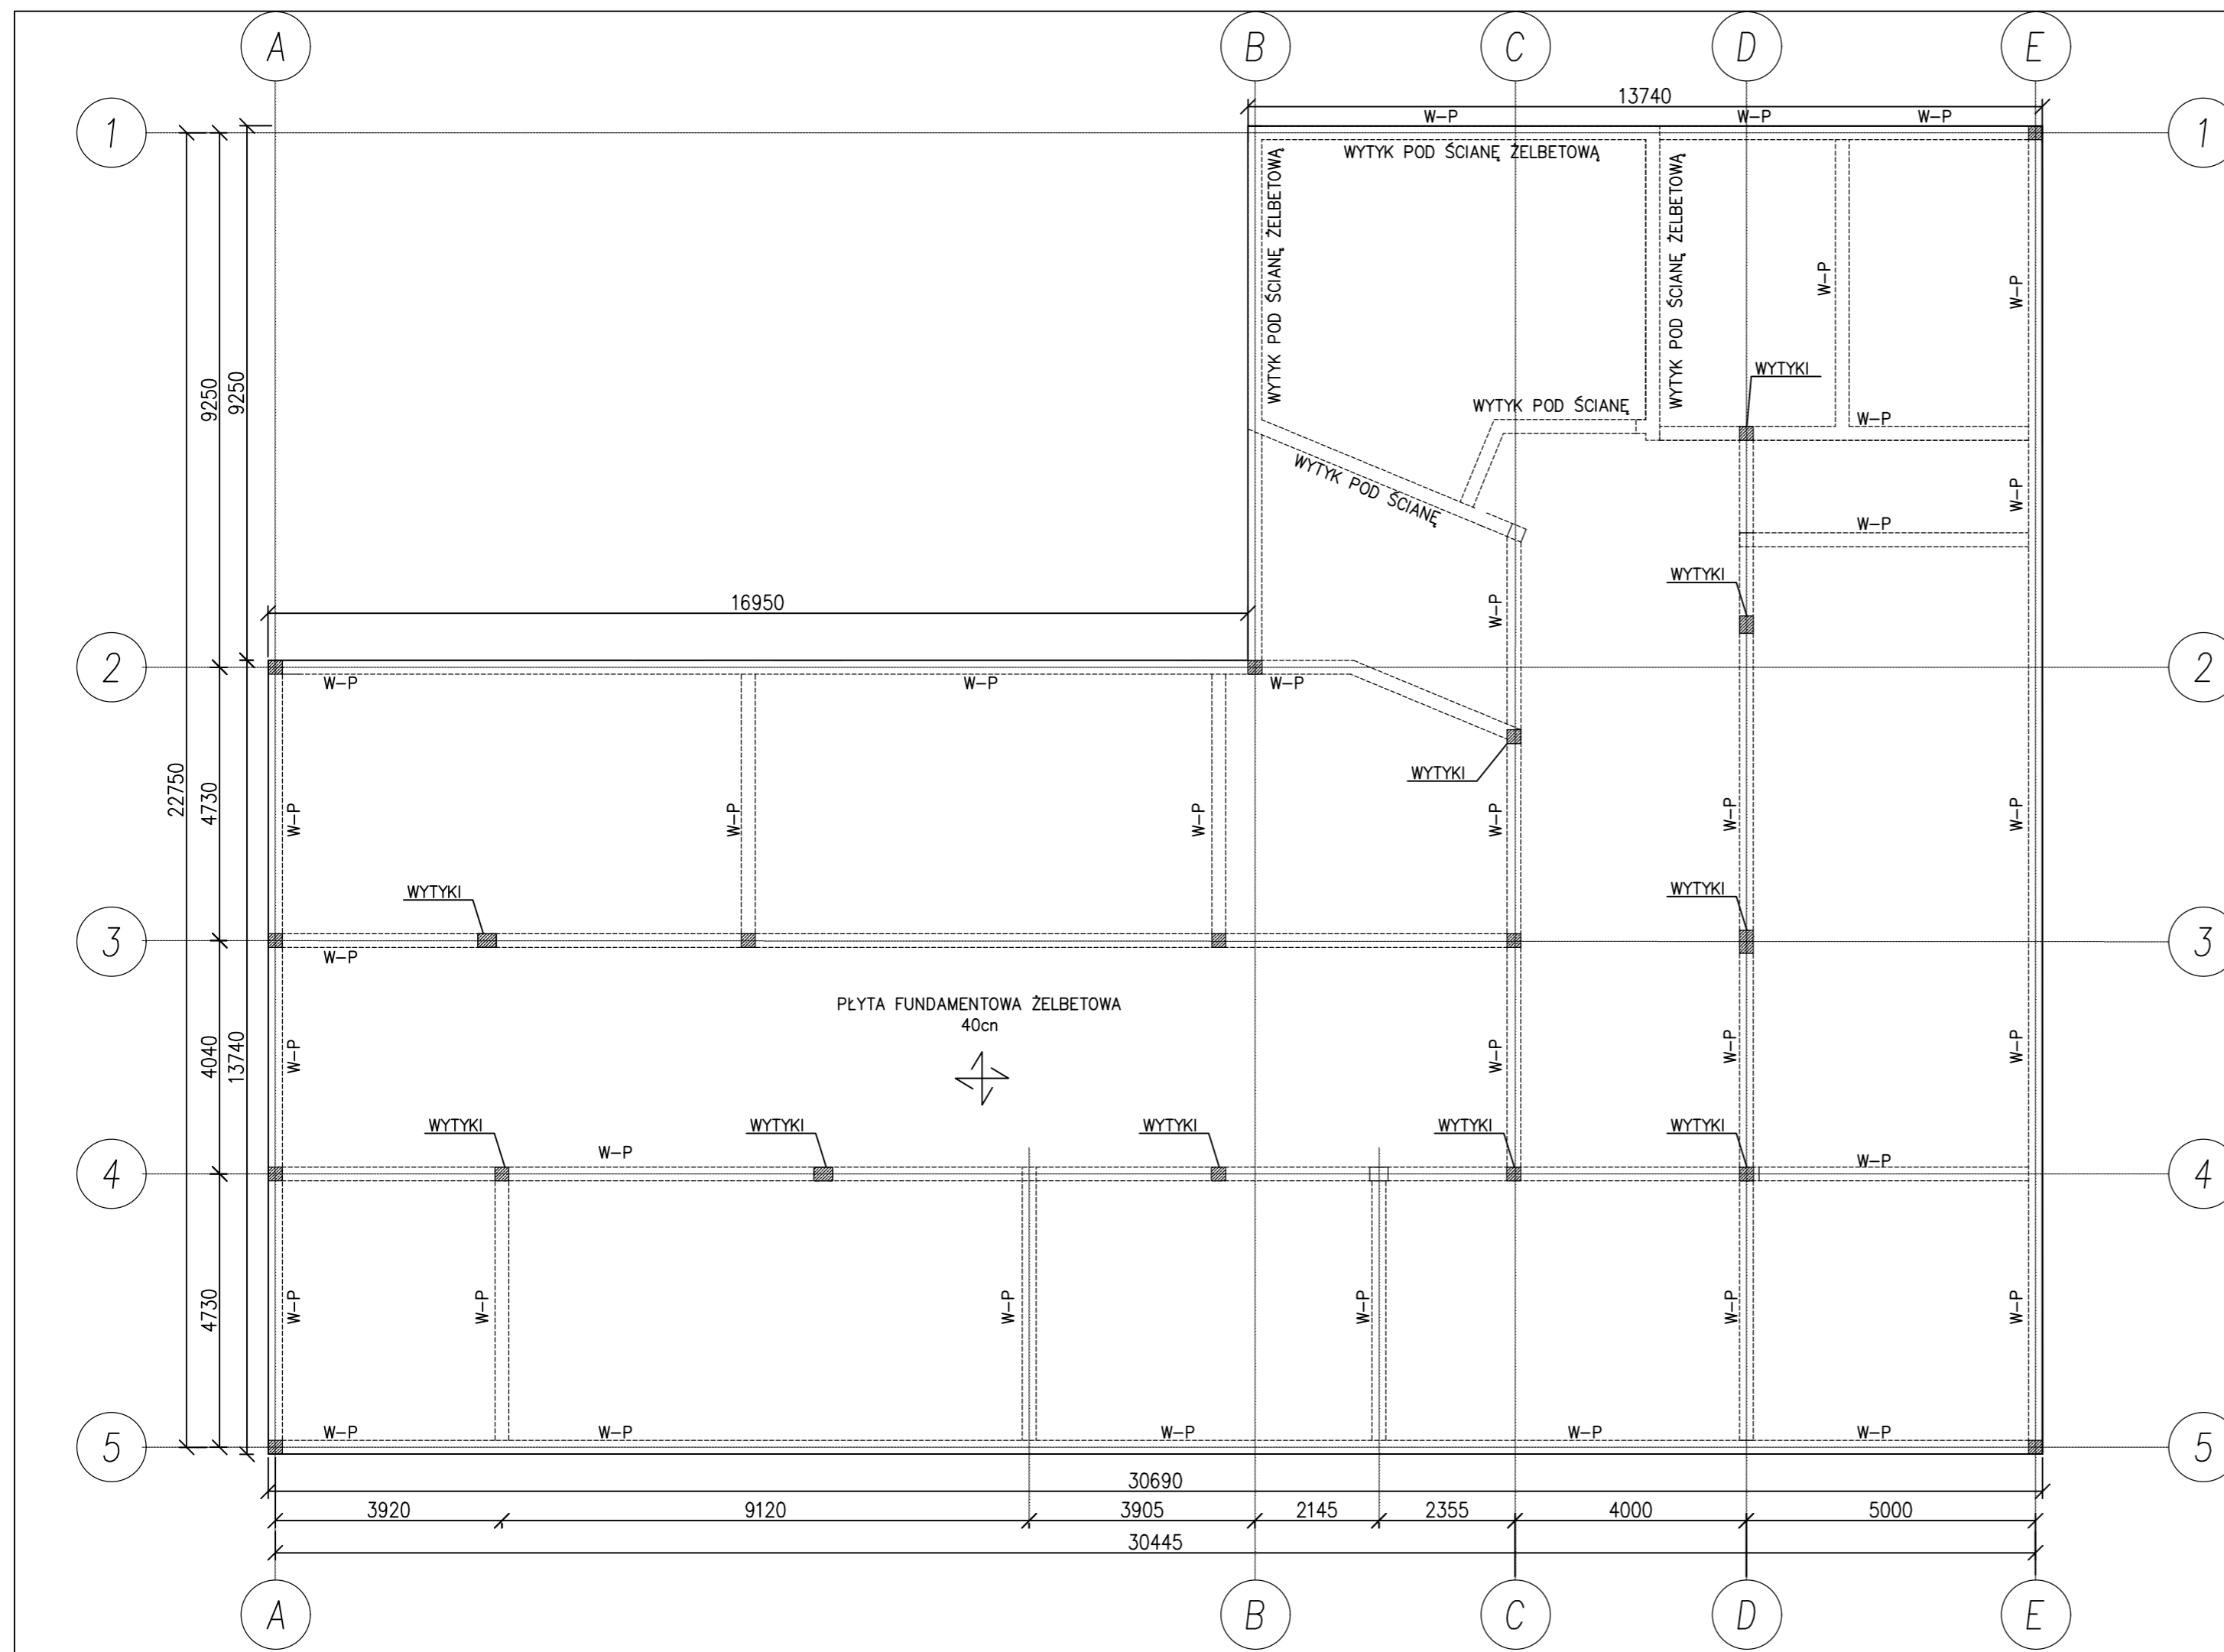 A B C D E
13740
W-P W-P W-P
1 1
WYTYK POD ŚCIANĘ ŻELBETOWĄ
WYTYK POD ŚCIANĘ ŻELBETOWĄ
WYTYK POD ŚCIANĘ ŻELBETOWĄ
W-P
W-P
WYTYKI
9250
9250
WYTYK POD ŚCIANĘ
W-P
WYTYK POD ŚCIANĘ
W-P
W-P
WYTYKI
16950
W-P
2 2
W-P W-P W-P
WYTYKI
22750
4730
W-P
W-P
W-P
W-P
W-P
W-P
WYTYKI
WYTYKI
3 3
W-P
PŁYTA FUNDAMENTOWA ŻELBETOWA
40cn
4040
13740
W-P
W-P
W-P
W-P
WYTYKI WYTYKI WYTYKI WYTYKI WYTYKI
W-P W-P
4 4
4730
W-P
W-P
W-P
W-P
W-P
W-P
W-P W-P W-P W-P W-P
5 5
30690
3920 9120 3905 2145 2355 4000 5000
30445
A B C D E